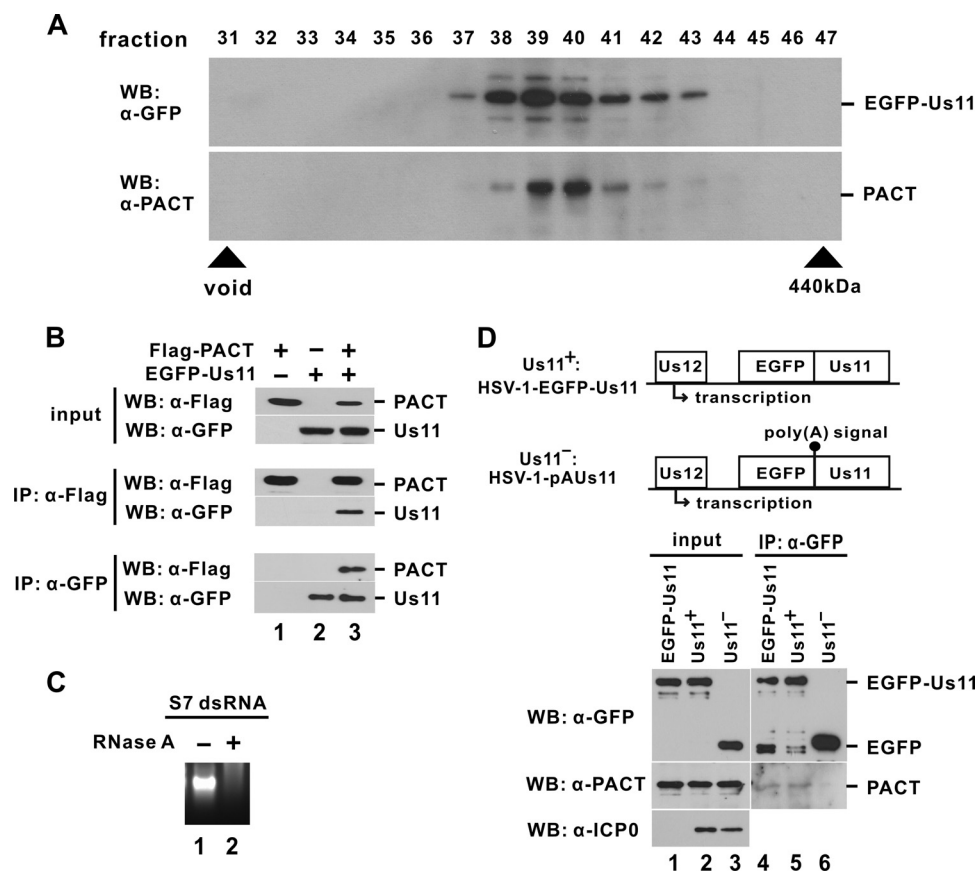 A
fraction 31 32 33 34 35 36 37 38 39 40 41 42 43 44 45 46 47
WB: α-GFP
EGFP-Us11
WB: α-PACT
PACT
void
440kDa
B
Flag-PACT + − +
EGFP-Us11 − + +
input
WB: α-Flag
PACT
WB: α-GFP
Us11
IP: α-Flag
WB: α-Flag
PACT
WB: α-GFP
Us11
IP: α-GFP
WB: α-Flag
PACT
WB: α-GFP
Us11
1 2 3
C
S7 dsRNA
RNase A − +
1 2
D
Us11⁺:
HSV-1-EGFP-Us11
Us12 EGFP Us11
transcription
poly(A) signal
Us11⁻:
HSV-1-pAUs11
Us12 EGFP Us11
transcription
input IP: α-GFP
EGFP-Us11
Us11⁺
Us11⁻
EGFP-Us11
Us11⁺
Us11⁻
WB: α-GFP
EGFP-Us11
EGFP
WB: α-PACT
PACT
WB: α-ICP0
1 2 3 4 5 6